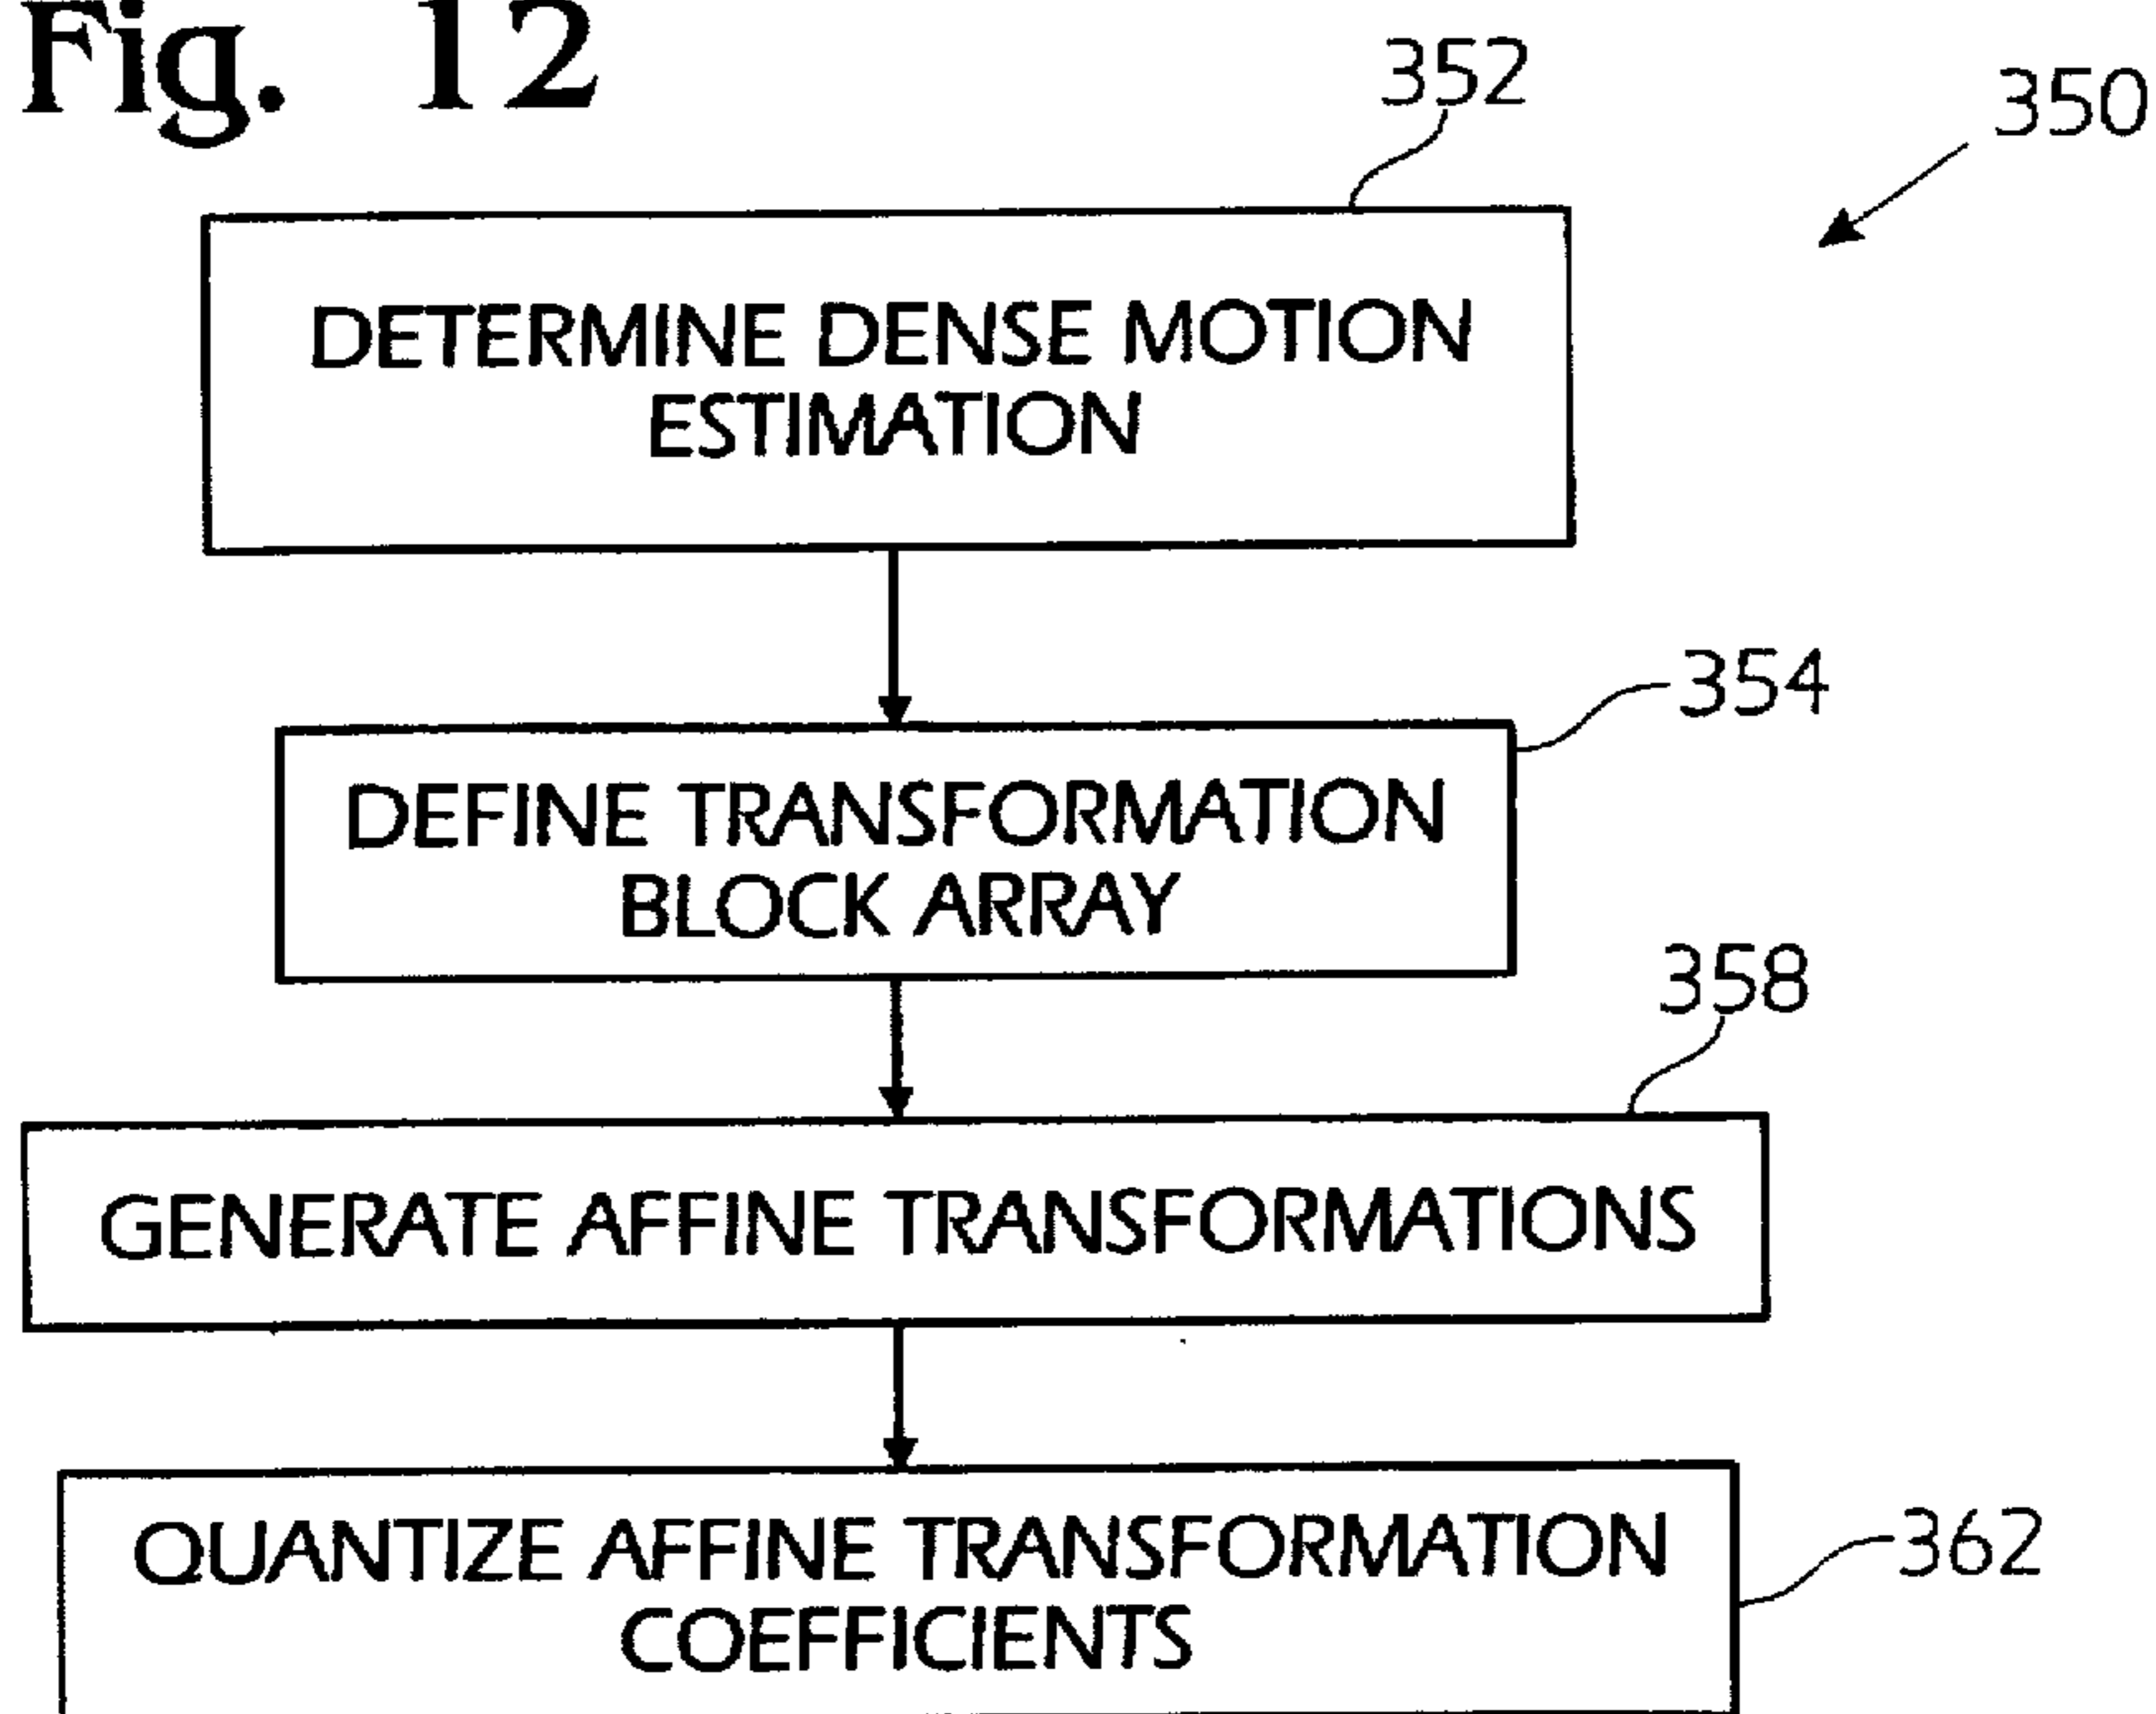 Fig. 12
352
350
DETERMINE DENSE MOTION
ESTIMATION
354
DEFINE TRANSFORMATION
BLOCK ARRAY
358
GENERATE AFFINE TRANSFORMATIONS
QUANTIZE AFFINE TRANSFORMATION
COEFFICIENTS
362